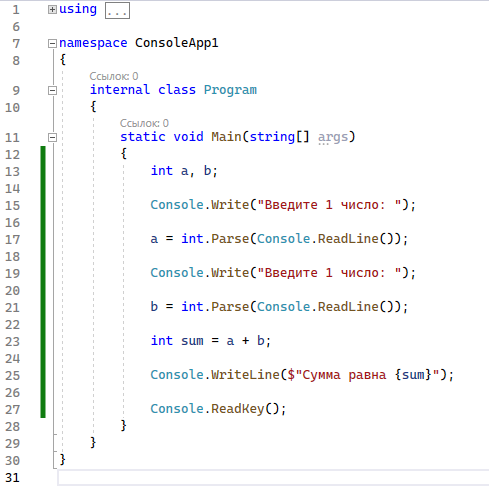 1 using ...
6
7 namespace ConsoleApp1
8 {
Ссылок: 0
9 internal class Program
10 {
Ссылок: 0
11 static void Main(string[] args)
12 {
13 int a, b;
14
15 Console.Write("Введите 1 число: ");
16
17 a = int.Parse(Console.ReadLine());
18
19 Console.Write("Введите 1 число: ");
20
21 b = int.Parse(Console.ReadLine());
22
23 int sum = a + b;
24
25 Console.WriteLine($"Сумма равна {sum}");
26
27 Console.ReadKey();
28 }
29 }
30 }
31